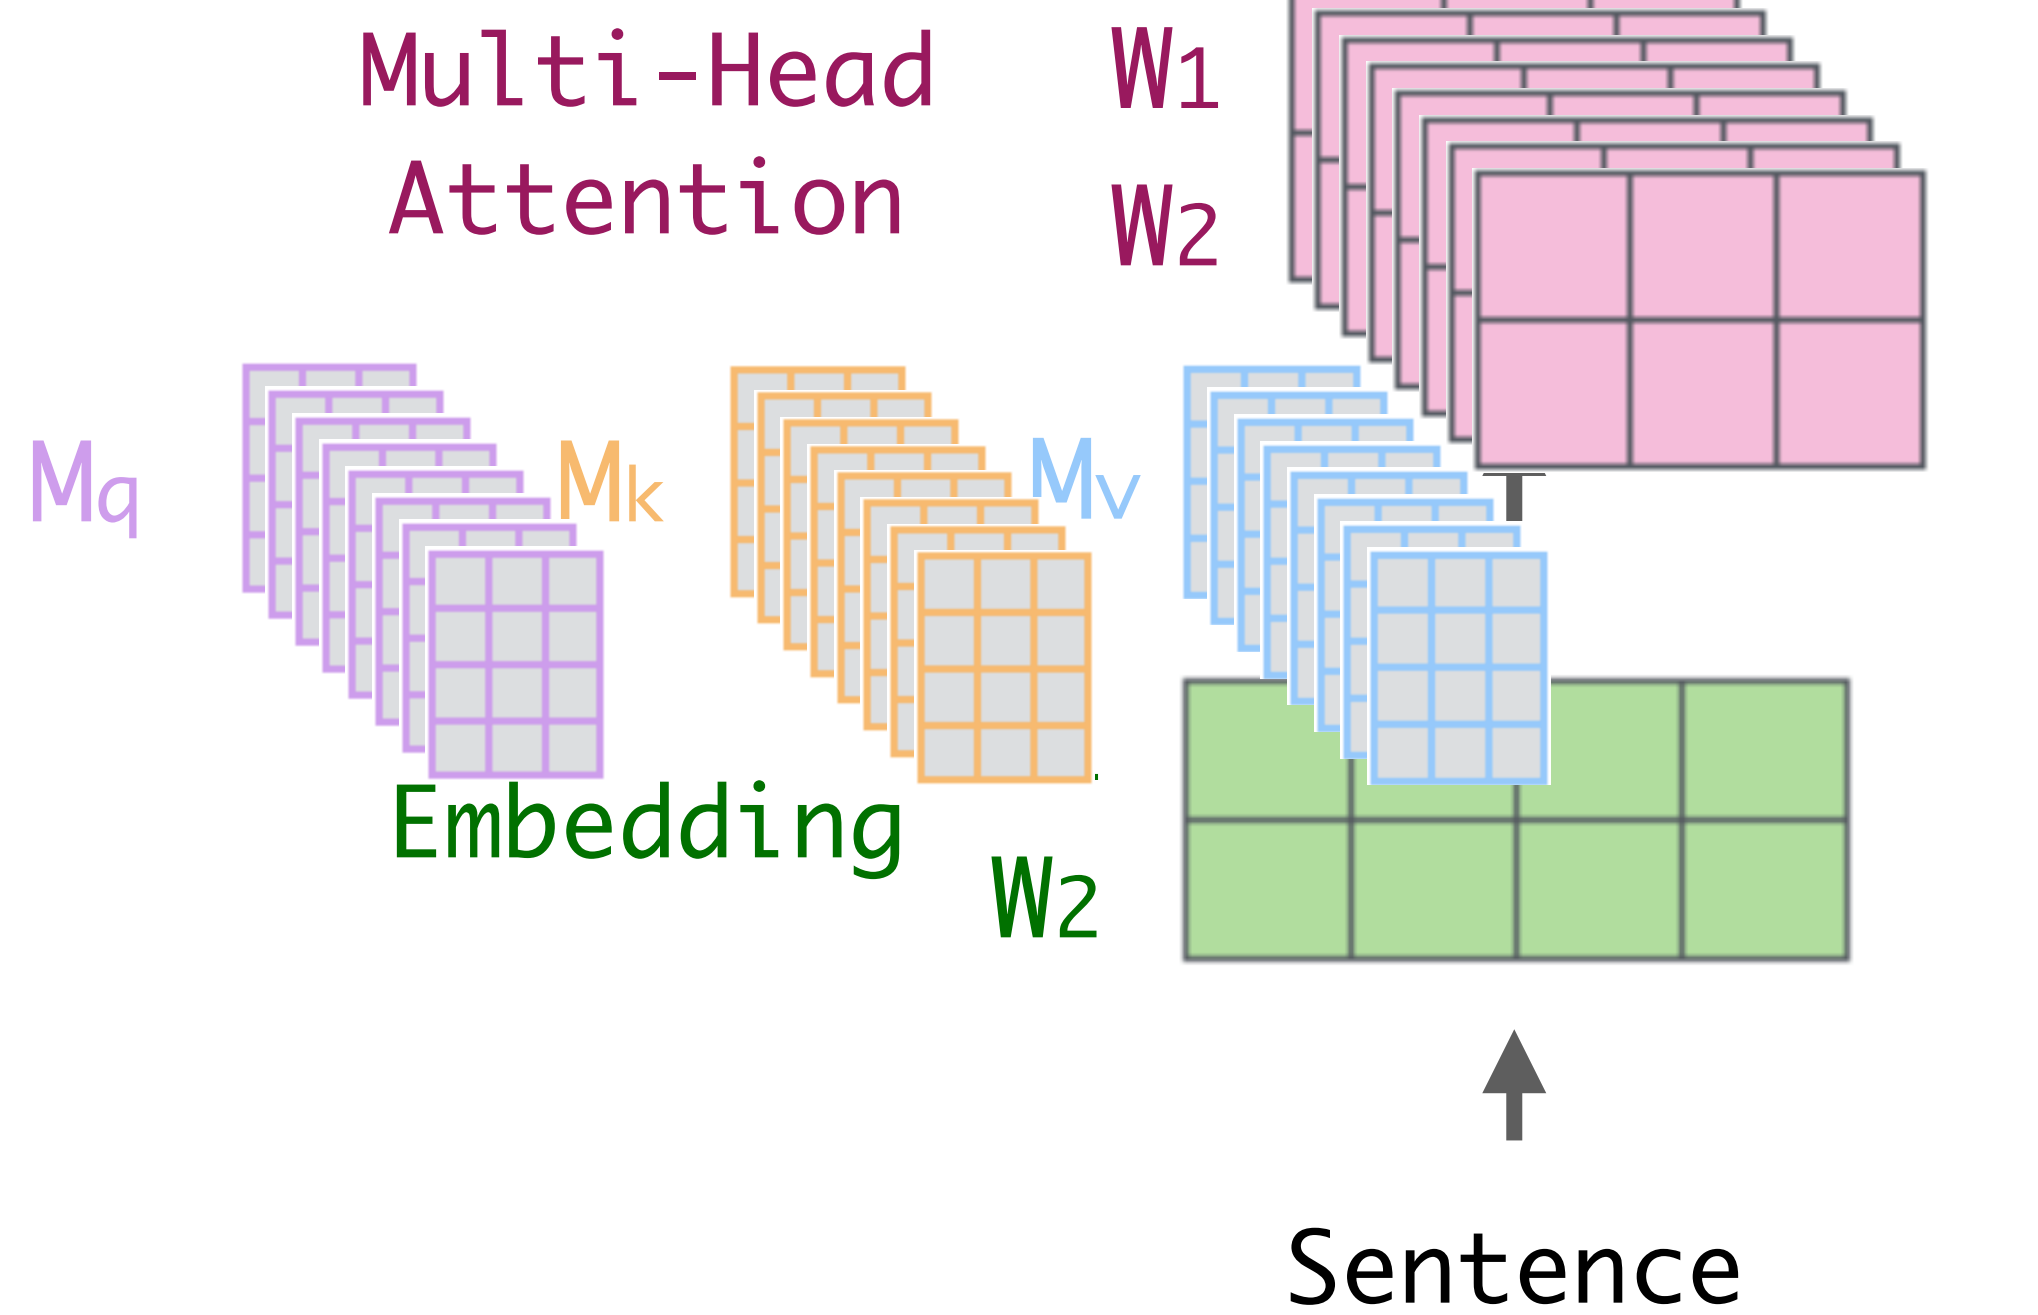 Multi-Head
Attention
W1
W2
Mq
Mk
Mv
Embedding
W2
Sentence